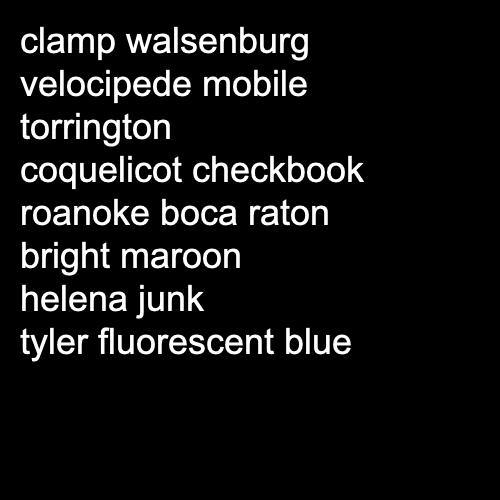 clamp walsenburg
velocipede mobile
torrington
coquelicot checkbook
roanoke boca raton
bright maroon
helena junk
tyler fluorescent blue